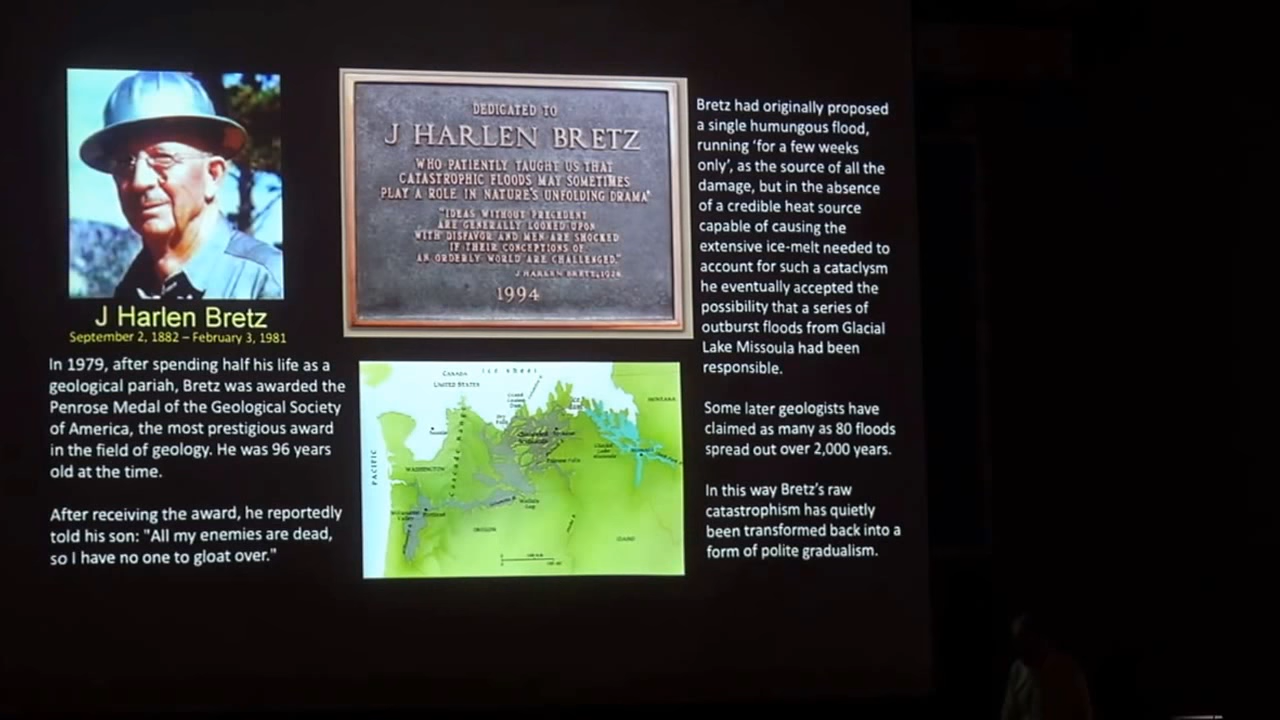 J Harlen Bretz
September 2, 1882 – February 3, 1981
In 1979, after spending half his life as a
geological pariah, Bretz was awarded the
Penrose Medal of the Geological Society
of America, the most prestigious award
in the field of geology. He was 96 years
old at the time.
After receiving the award, he reportedly
told his son: "All my enemies are dead,
so I have no one to gloat over."
DEDICATED TO
J HARLEN BRETZ
WHO PATIENTLY TAUGHT US THAT
CATASTROPHIC FLOODS MAY SOMETIMES
PLAY A ROLE IN NATURE'S UNFOLDING DRAMA"
"IDEAS WITHOUT PRECEDENT
ARE GENERALLY LOOKED UPON
WITH DISFAVOR AND MEN ARE SHOCKED
IF THEIR CONCEPTIONS OF
AN ORDERLY WORLD ARE CHALLENGED."
J HARLEN BRETZ, 1928
1994
CANADA
UNITED STATES
Ice sheet
MONTANA
PACIFIC
WASHINGTON
Cascade Range
OREGON
IDAHO
Bretz had originally proposed
a single humungous flood,
running 'for a few weeks
only', as the source of all the
damage, but in the absence
of a credible heat source
capable of causing the
extensive ice-melt needed to
account for such a cataclysm
he eventually accepted the
possibility that a series of
outburst floods from Glacial
Lake Missoula had been
responsible.
Some later geologists have
claimed as many as 80 floods
spread out over 2,000 years.
In this way Bretz's raw
catastrophism has quietly
been transformed back into a
form of polite gradualism.